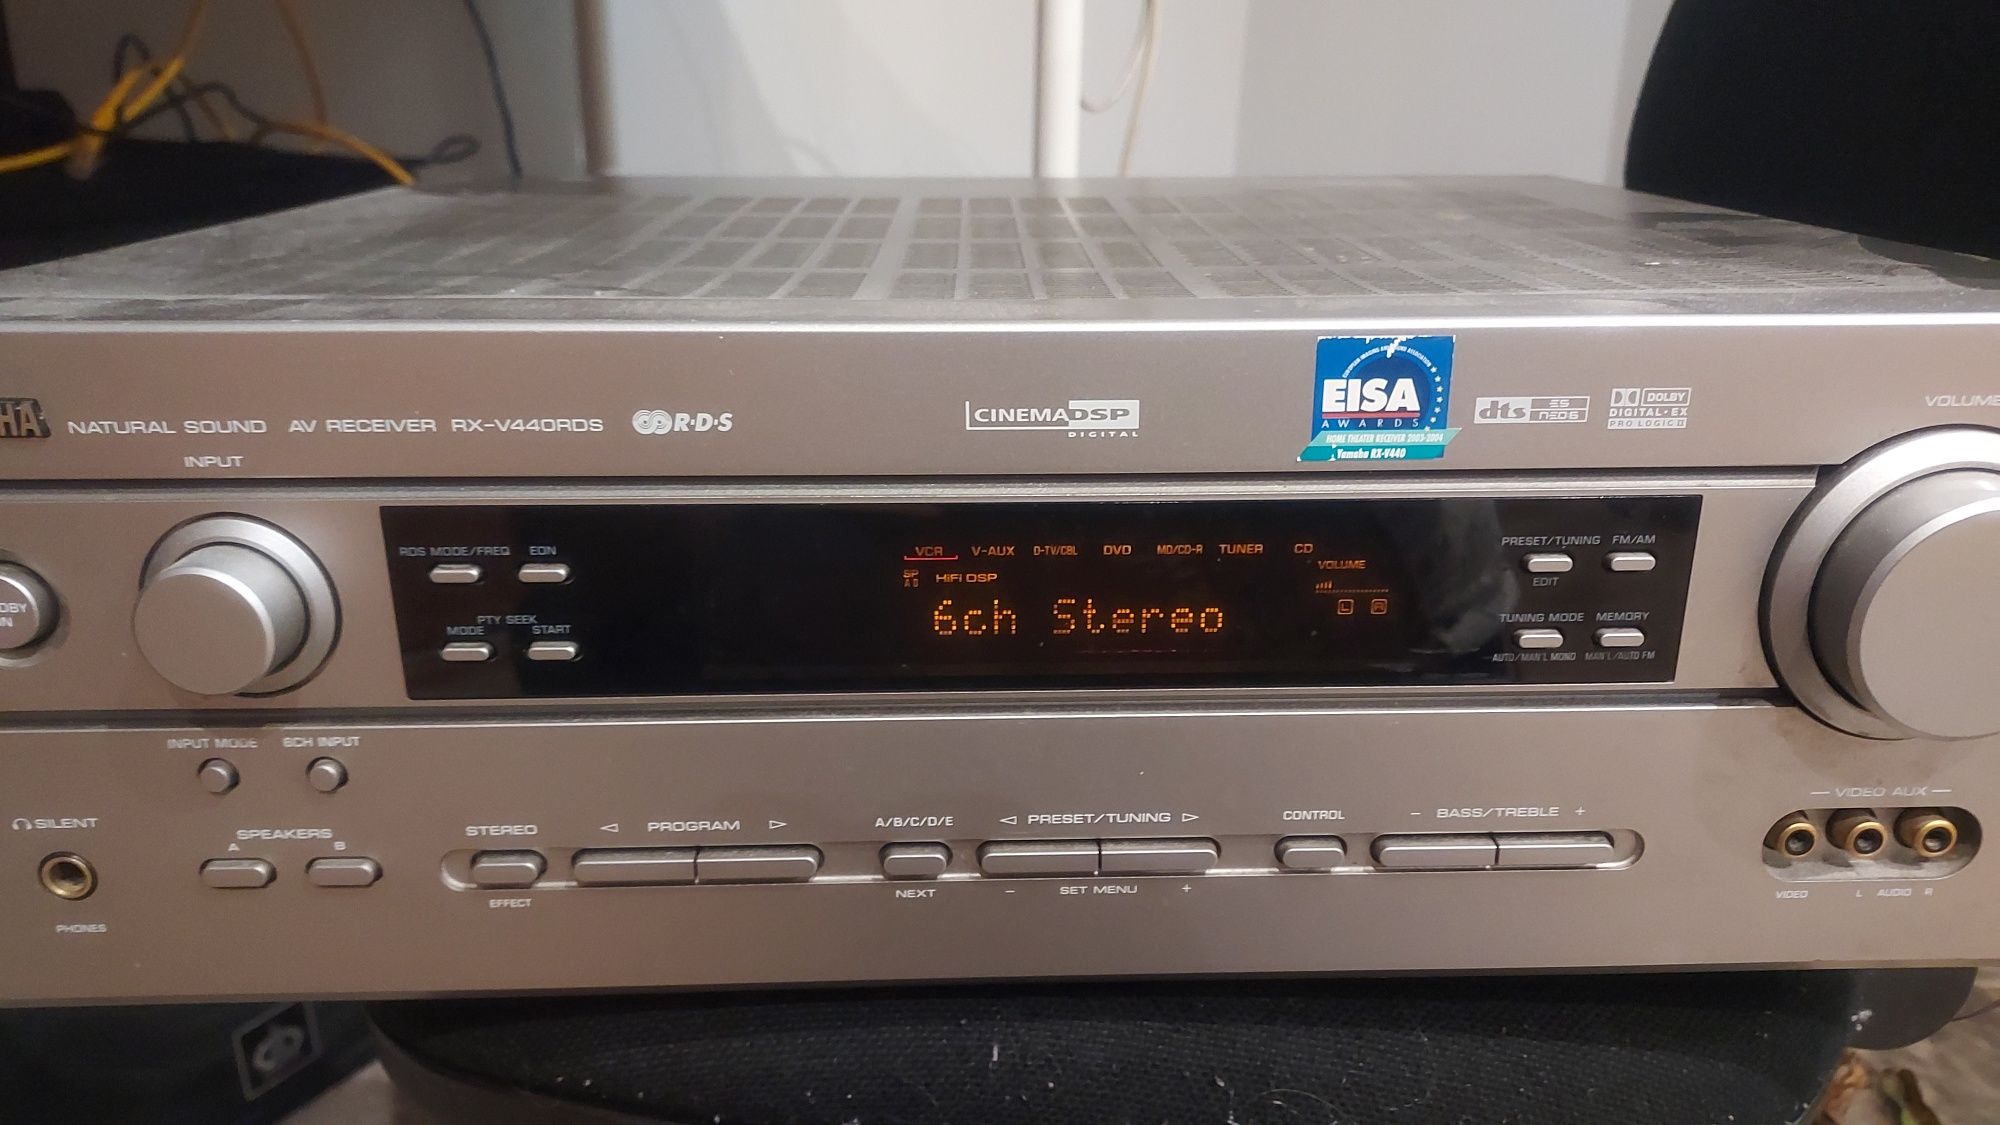 HA NATURAL SOUND AV RECEIVER RX-V440RDS R·D·S
CINEMA DSP
DIGITAL
EISA
AWARDS
HOME THEATER RECEIVER 2003-2004
Yamaha RX-V440
dts ES
NEO:6
DOLBY
DIGITAL·EX
PRO LOGIC II
VOLUME
INPUT
DBY
ON
RDS MODE/FREQ EON
PTY SEEK
MODE START
VCR V-AUX D-TV/CBL DVD MD/CD-R TUNER CD
VOLUME
SP
A B
HiFi DSP
L R
6ch Stereo
PRESET/TUNING FM/AM
EDIT
TUNING MODE MEMORY
AUTO/MAN'L MONO MAN'L/AUTO FM
INPUT MODE 6CH INPUT
SILENT
PHONES
SPEAKERS
A B
STEREO
EFFECT
PROGRAM
A/B/C/D/E
NEXT
PRESET/TUNING
– SET MENU +
CONTROL
– BASS/TREBLE +
VIDEO AUX
VIDEO L AUDIO R